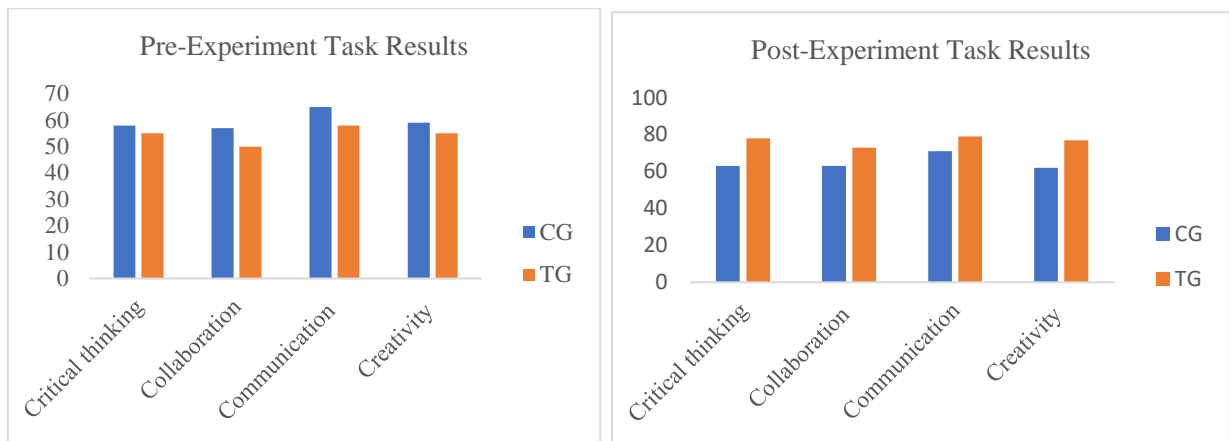 Pre-Experiment Task Results
70
60
50
40
30
20
10
0
CG
TG
Critical thinking
Collaboration
Communication
Creativity
Post-Experiment Task Results
100
80
60
40
20
0
CG
TG
Critical thinking
Collaboration
Communication
Creativity